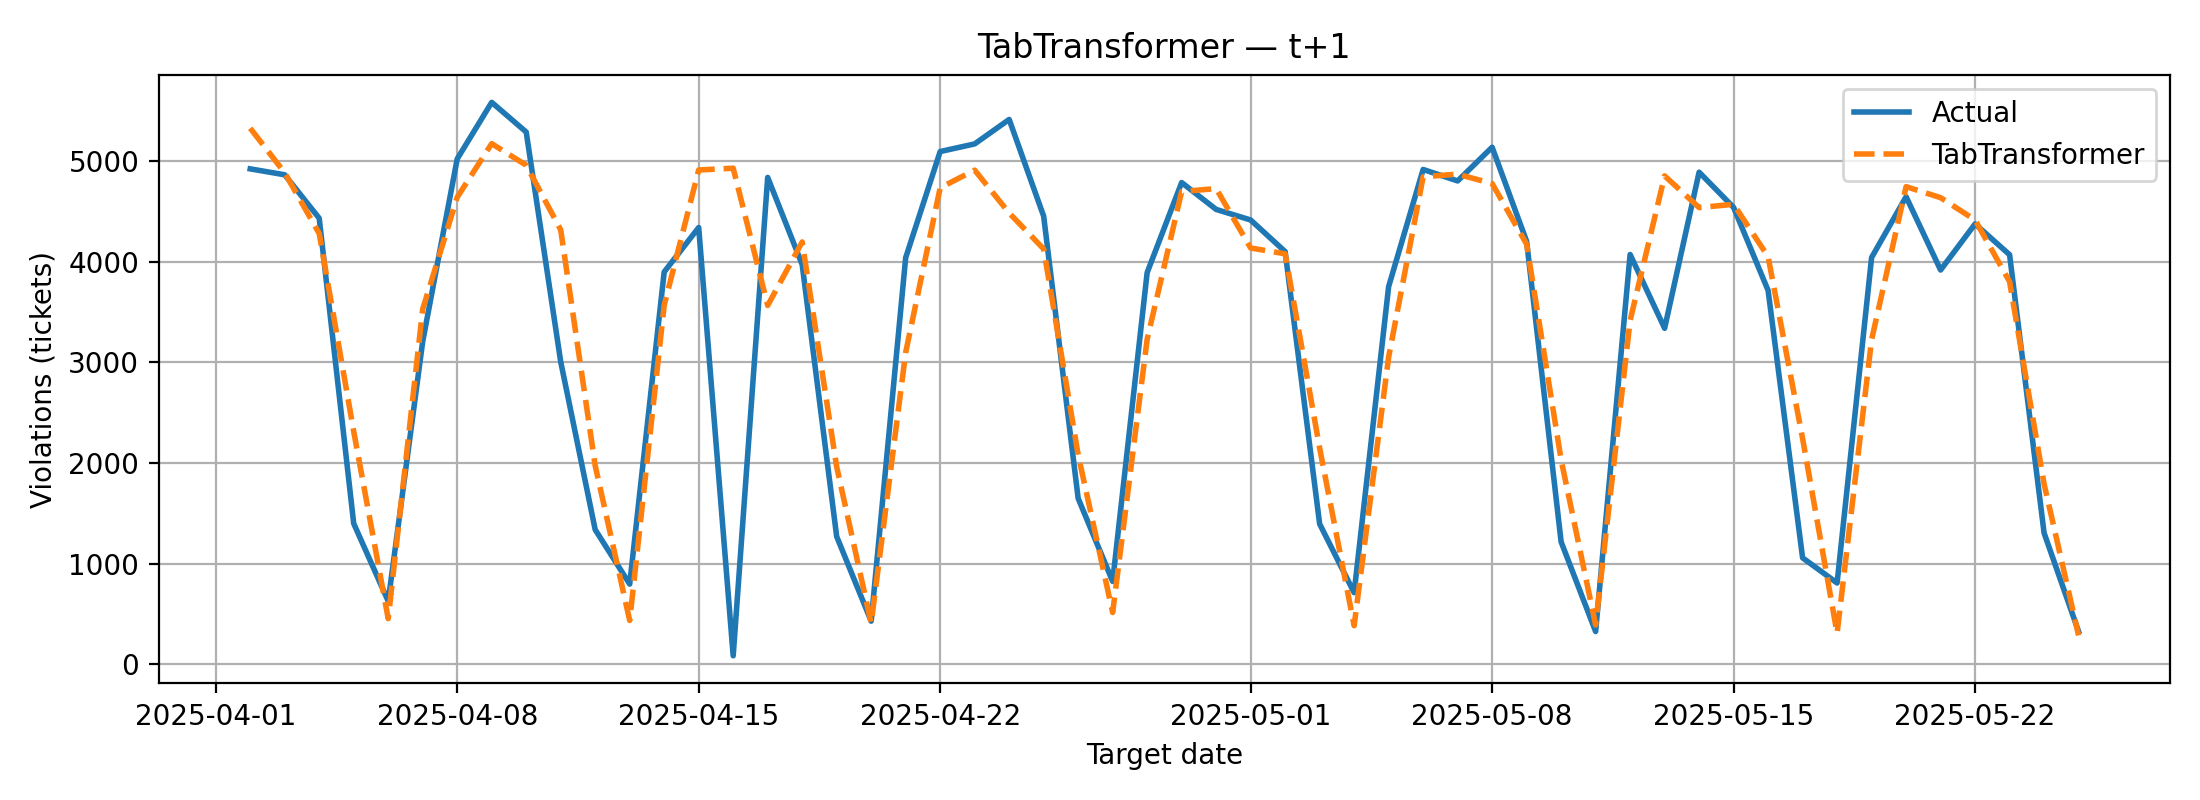 TabTransformer — t+1
Actual
TabTransformer
Violations (tickets)
5000
4000
3000
2000
1000
0
2025-04-01 2025-04-08 2025-04-15 2025-04-22 2025-05-01 2025-05-08 2025-05-15 2025-05-22
Target date